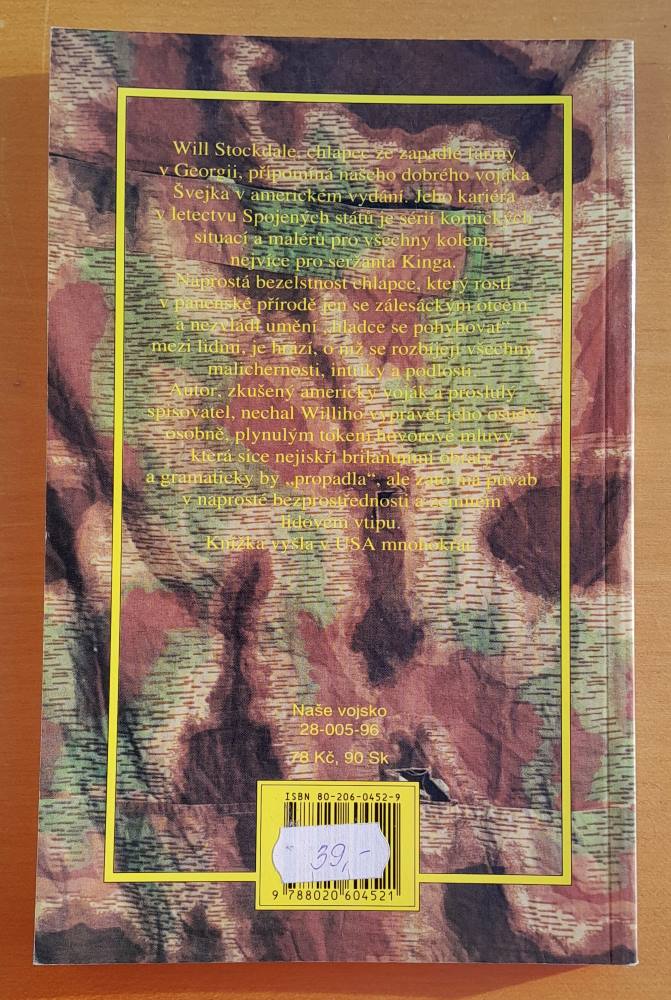 Will Stockdale, chlapec ze zapadlé farmy
v Georgii, připomíná našeho dobrého vojáka
Švejka v americkém vydání. Jeho kariéra
v letectvu Spojených států je sérií komických
situací a malérů pro všechny kolem,
nejvíce pro seržanta Kinga.
Naprostá bezelstnost chlapce, který rostl
v panenské přírodě jen se zálesáckým otcem
a nezvládl umění „hladce se pohybovat“
mezi lidmi, je hrází, o niž se rozbíjejí všechny
malichernosti, intriky a podlosti.
Autor, zkušený americký voják a proslulý
spisovatel, nechal Williho vyprávět jeho osudy
osobně, plynulým tokem hovorové mluvy,
která sice nejiskří brilantními obraty
a gramaticky by „propadla“, ale zato má půvab
v naprosté bezprostřednosti a zemitém
lidovém vtipu.
Knížka vyšla v USA mnohokrát.
Naše vojsko
28-005-96
78 Kč, 90 Sk
ISBN 80-206-0452-9
39,-
9 788020 604521